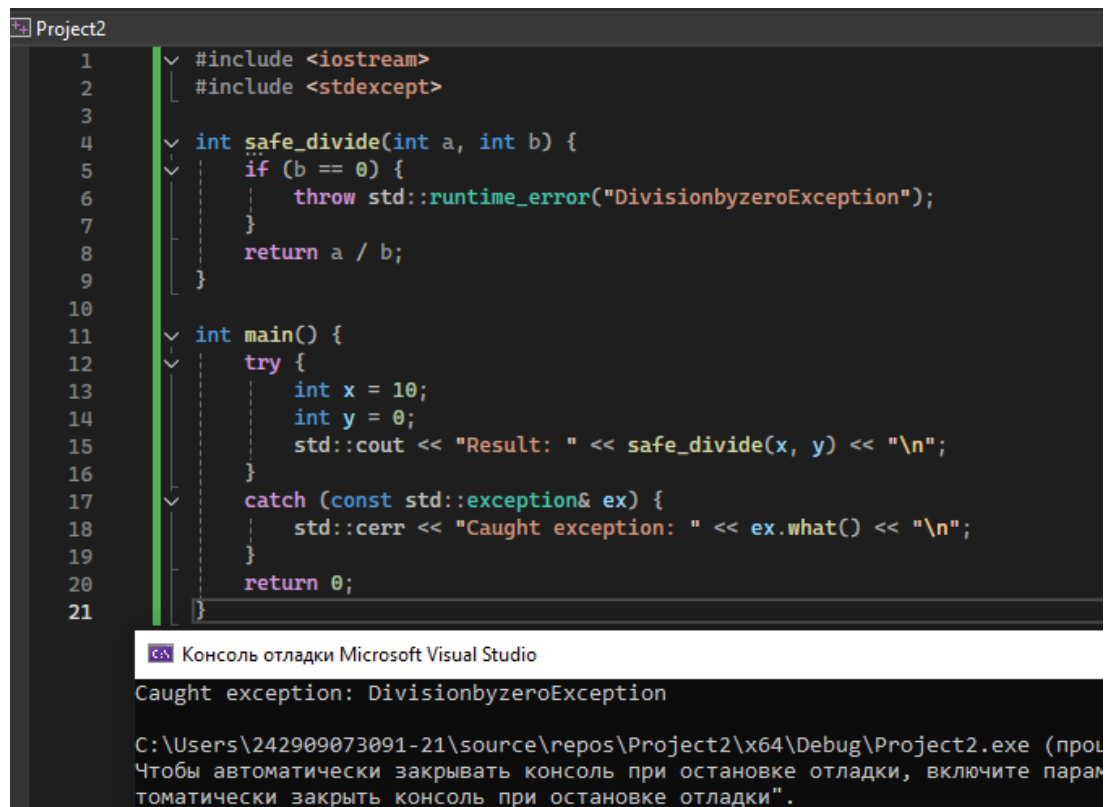 Project2
1 #include <iostream>
2 #include <stdexcept>
3
4 int safe_divide(int a, int b) {
5     if (b == 0) {
6         throw std::runtime_error("DivisionbyzeroException");
7     }
8     return a / b;
9 }
10
11 int main() {
12     try {
13         int x = 10;
14         int y = 0;
15         std::cout << "Result: " << safe_divide(x, y) << "\n";
16     }
17     catch (const std::exception& ex) {
18         std::cerr << "Caught exception: " << ex.what() << "\n";
19     }
20     return 0;
21 }
Консоль отладки Microsoft Visual Studio
Caught exception: DivisionbyzeroException
C:\Users\242909073091-21\source\repos\Project2\x64\Debug\Project2.exe (проц
Чтобы автоматически закрывать консоль при остановке отладки, включите парам
томатически закрыть консоль при остановке отладки".